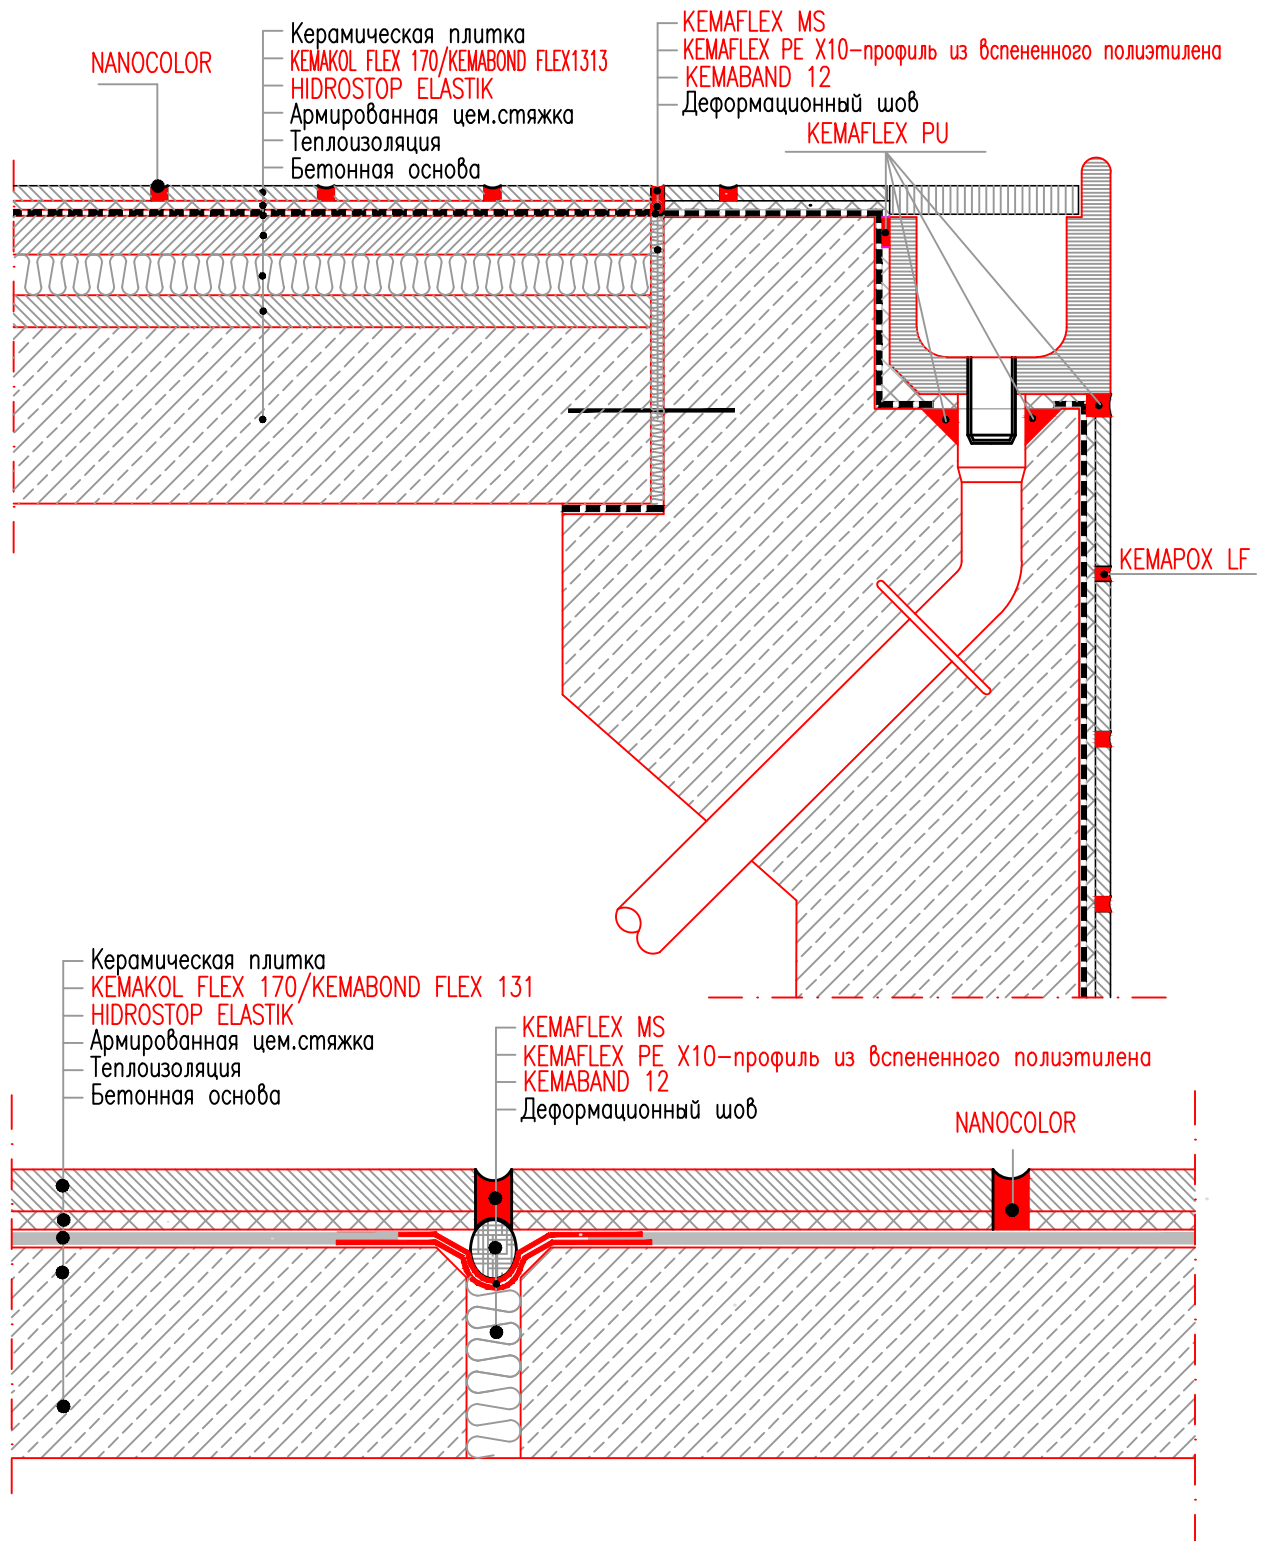 NANOCOLOR
Керамическая плитка
KEMAKOL FLEX 170/KEMABOND FLEX1313
HIDROSTOP ELASTIK
Армированная цем.стяжка
Теплоизоляция
Бетонная основа
KEMAFLEX MS
KEMAFLEX PE X10-профиль из вспененного полиэтилена
KEMABAND 12
Деформационный шов
KEMAFLEX PU
KEMAPOX LF
Керамическая плитка
KEMAKOL FLEX 170/KEMABOND FLEX 131
HIDROSTOP ELASTIK
Армированная цем.стяжка
Теплоизоляция
Бетонная основа
KEMAFLEX MS
KEMAFLEX PE X10-профиль из вспененного полиэтилена
KEMABAND 12
Деформационный шов
NANOCOLOR